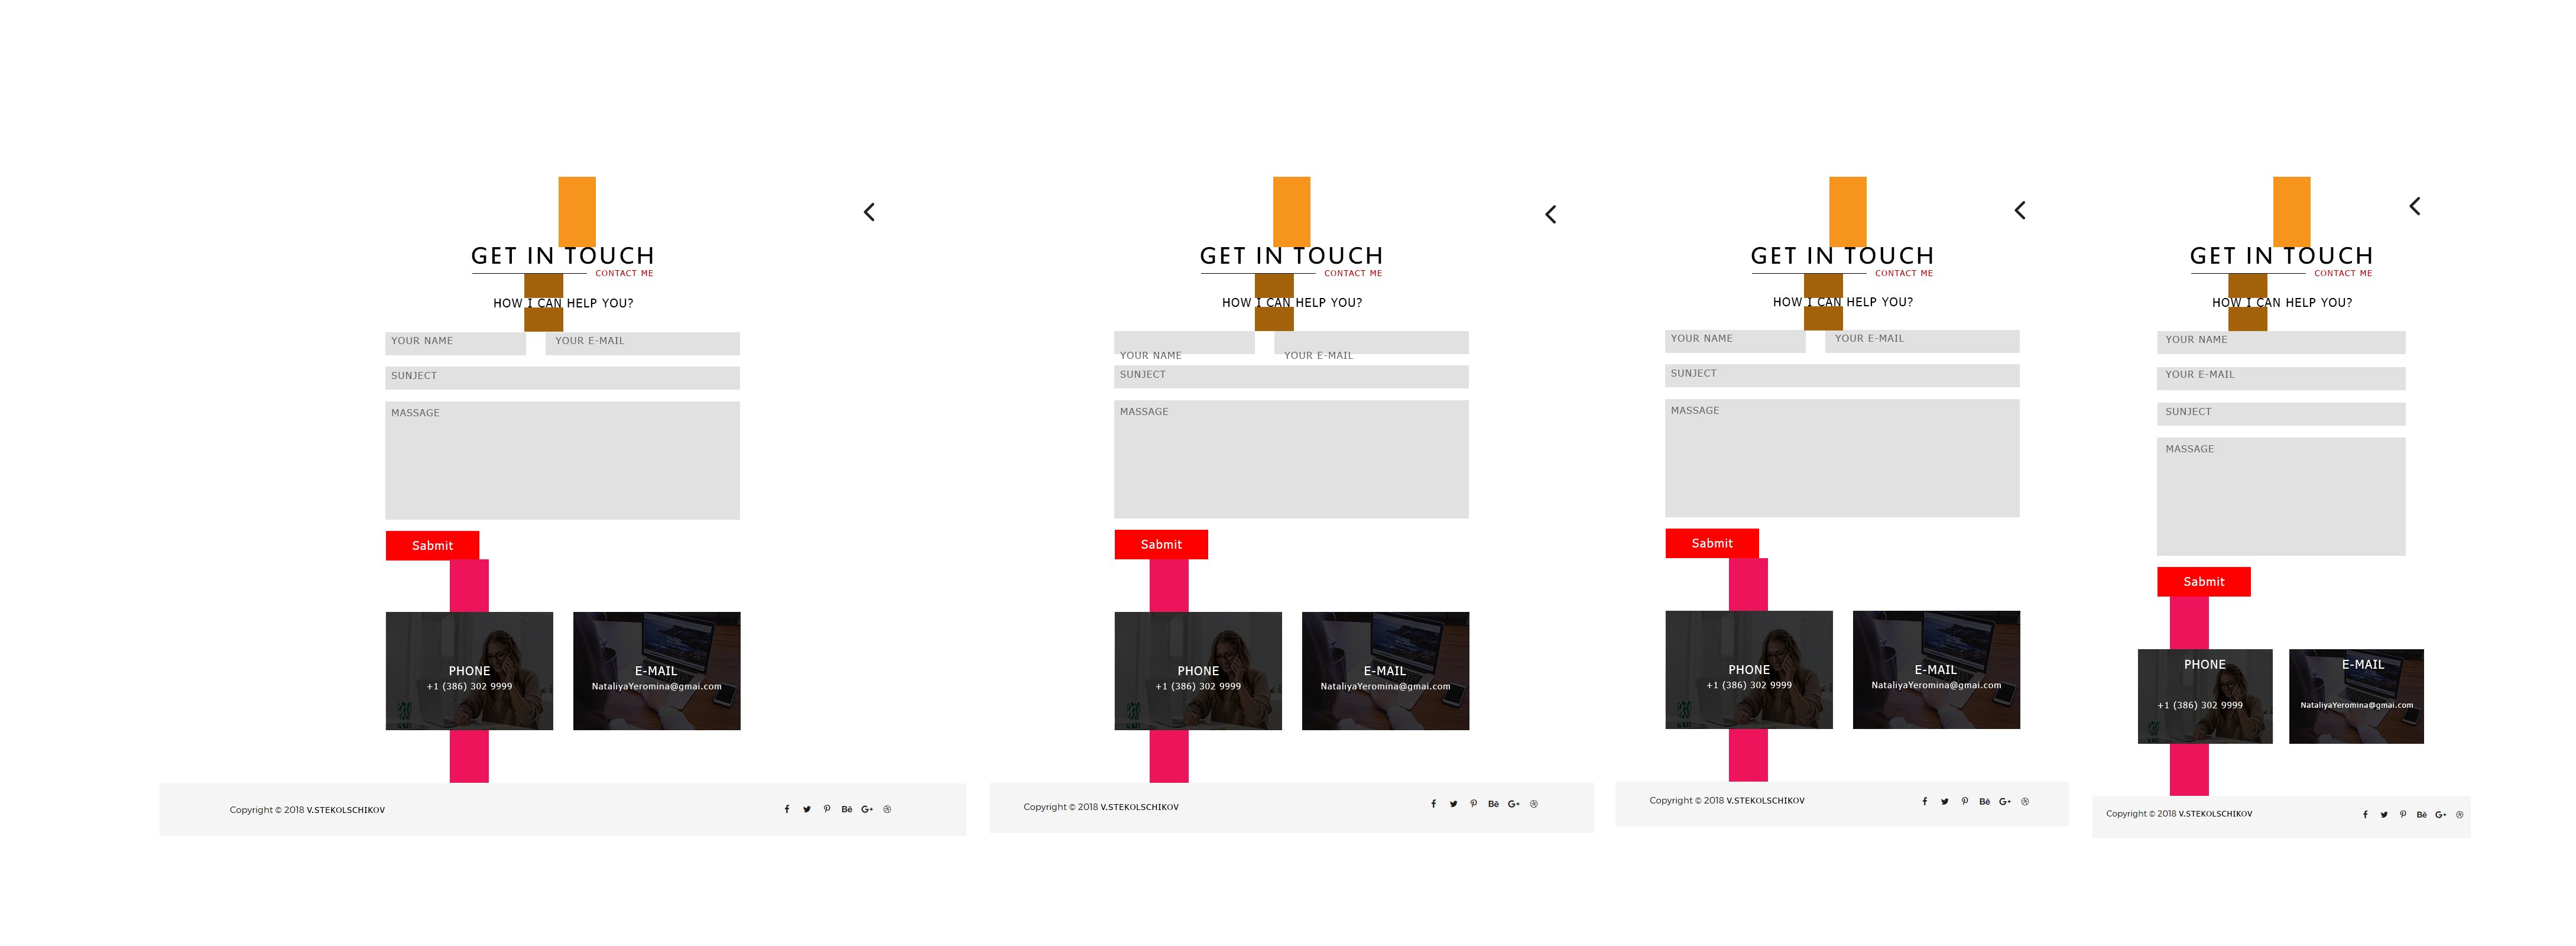 GET IN TOUCH
CONTACT ME
HOW I CAN HELP YOU?
YOUR NAME YOUR E-MAIL
SUNJECT
MASSAGE
Sabmit
PHONE
+1 (386) 302 9999
E-MAIL
NataliyaYeromina@gmai.com
Copyright © 2018 V.STEKOLSCHIKOV
Bē G+
GET IN TOUCH
CONTACT ME
HOW I CAN HELP YOU?
YOUR NAME YOUR E-MAIL
SUNJECT
MASSAGE
Sabmit
PHONE
+1 (386) 302 9999
E-MAIL
NataliyaYeromina@gmai.com
Copyright © 2018 V.STEKOLSCHIKOV
Bē G+
GET IN TOUCH
CONTACT ME
HOW I CAN HELP YOU?
YOUR NAME YOUR E-MAIL
SUNJECT
MASSAGE
Sabmit
PHONE
+1 (386) 302 9999
E-MAIL
NataliyaYeromina@gmai.com
Copyright © 2018 V.STEKOLSCHIKOV
Bē G+
GET IN TOUCH
CONTACT ME
HOW I CAN HELP YOU?
YOUR NAME
YOUR E-MAIL
SUNJECT
MASSAGE
Sabmit
PHONE
+1 (386) 302 9999
E-MAIL
NataliyaYeromina@gmai.com
Copyright © 2018 V.STEKOLSCHIKOV
Bē G+